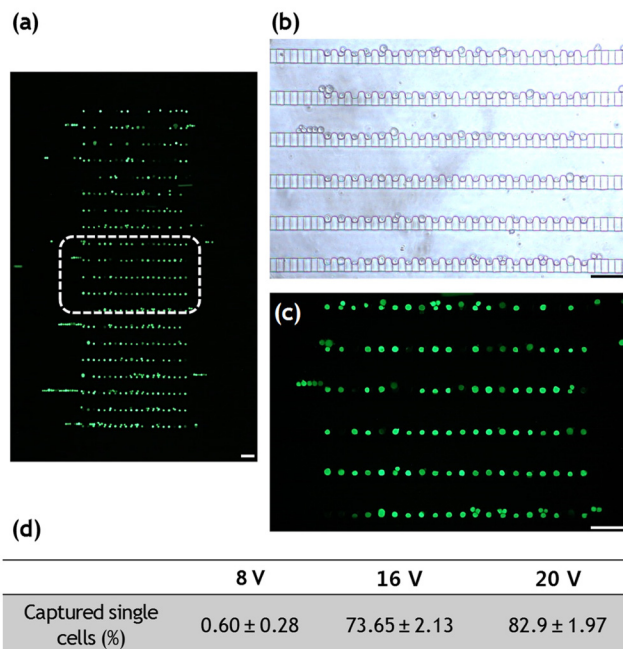 (a)
(b)
(c)
(d)
8 V 16 V 20 V
Captured single
cells (%) 0.60 ± 0.28 73.65 ± 2.13 82.9 ± 1.97